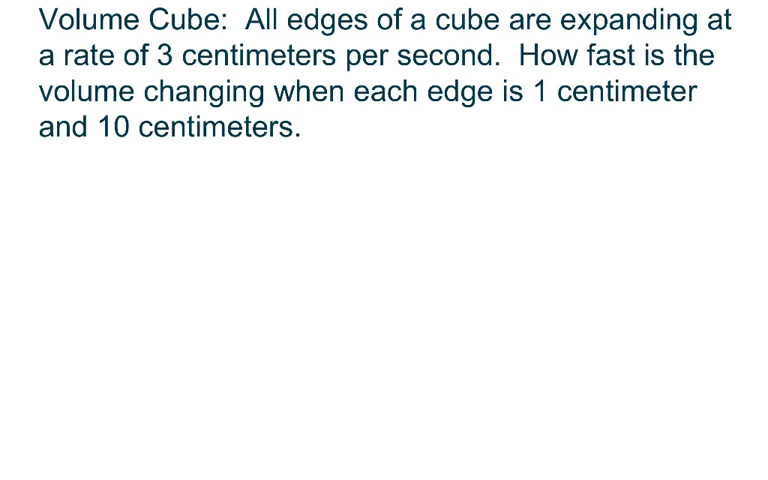 Volume Cube:  All edges of a cube are expanding at
a rate of 3 centimeters per second.  How fast is the
volume changing when each edge is 1 centimeter
and 10 centimeters.